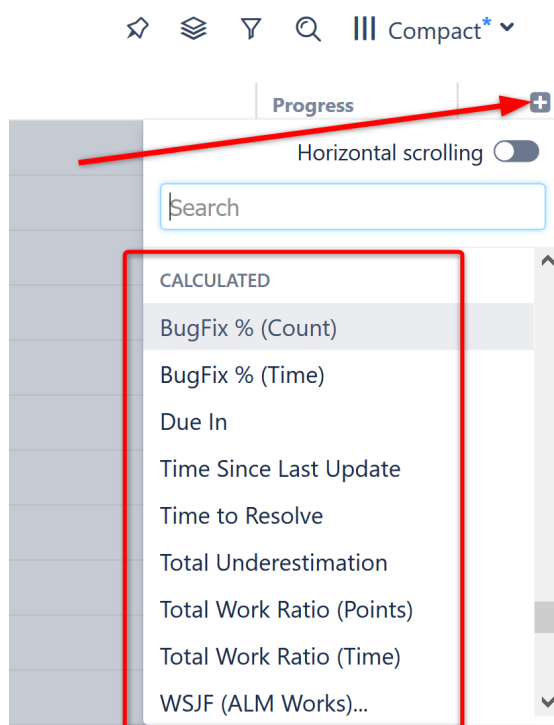 Compact* 
Progress
Horizontal scrolling
Search
CALCULATED
BugFix % (Count)
BugFix % (Time)
Due In
Time Since Last Update
Time to Resolve
Total Underestimation
Total Work Ratio (Points)
Total Work Ratio (Time)
WSJF (ALM Works)...